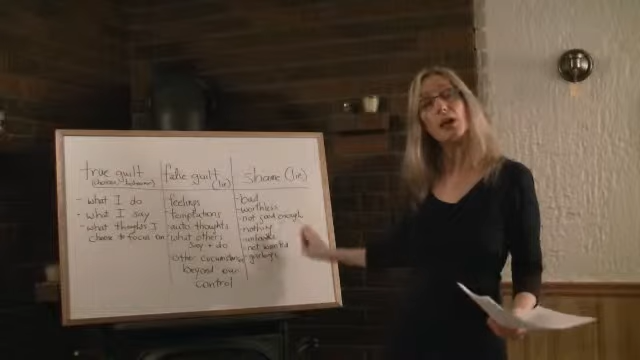 true guilt
(choices, behavior)
- what I do
- what I say
- what thoughts I
choose to focus on
false guilt
(lie)
- feelings
- temptations
- auto thoughts
- what others
say + do
other circumstances
beyond our
control
shame (lie)
- bad
- worthless
- not good enough
- nothing
- not wanted
- garbage